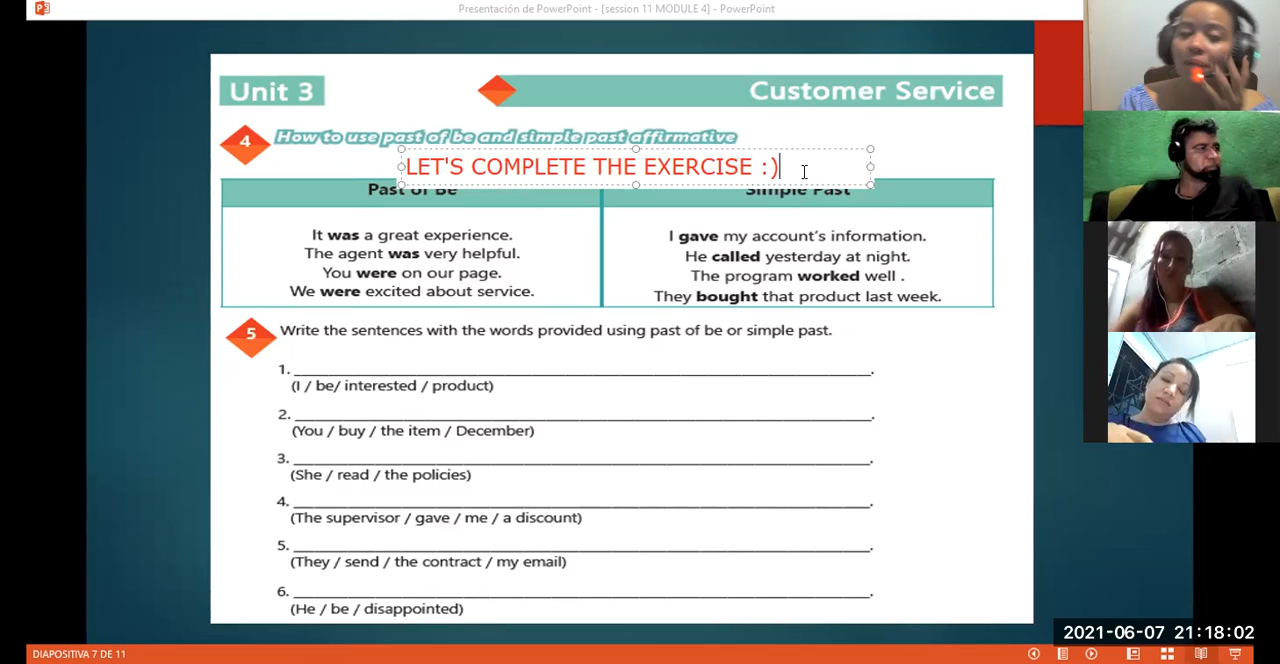 Presentación de PowerPoint - [session 11 MODULE 4] - PowerPoint
Unit 3
Customer Service
4
How to use past of be and simple past affirmative
LET'S COMPLETE THE EXERCISE :)
Past of Be
Simple Past
It was a great experience.
The agent was very helpful.
You were on our page.
We were excited about service.
I gave my account's information.
He called yesterday at night.
The program worked well .
They bought that product last week.
5
Write the sentences with the words provided using past of be or simple past.
1. ______________________________.
(I / be/ interested / product)
2. ______________________________.
(You / buy / the item / December)
3. ______________________________.
(She / read / the policies)
4. ______________________________.
(The supervisor / gave / me / a discount)
5. ______________________________.
(They / send / the contract / my email)
6. ______________________________.
(He / be / disappointed)
2021-06-07 21:18:02
DIAPOSITIVA 7 DE 11